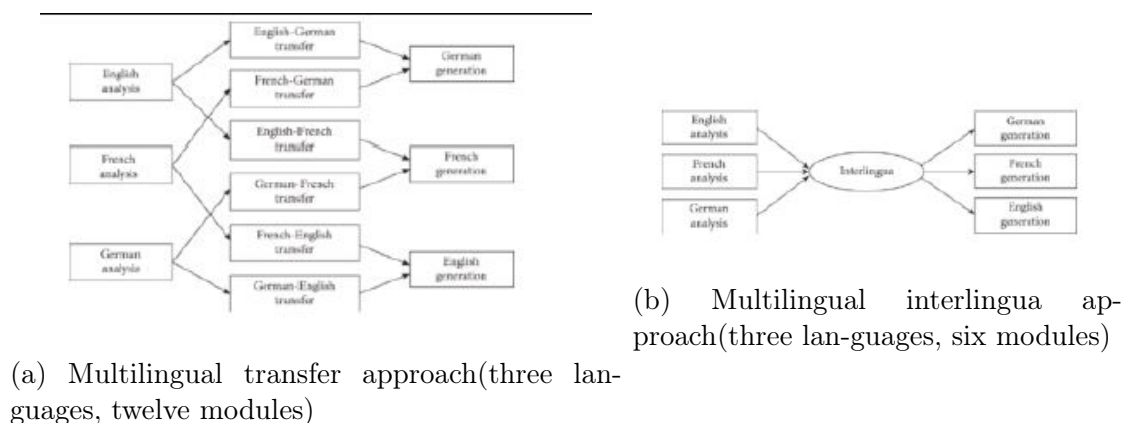 English
analysis
French
analysis
German
analysis
English-German
transfer
French-German
transfer
English-French
transfer
German-French
transfer
French-English
transfer
German-English
transfer
German
generation
French
generation
English
generation
(a) Multilingual transfer approach(three lan-
guages, twelve modules)
English
analysis
French
analysis
German
analysis
Interlingua
German
generation
French
generation
English
generation
(b) Multilingual interlingua ap-
proach(three lan-guages, six modules)